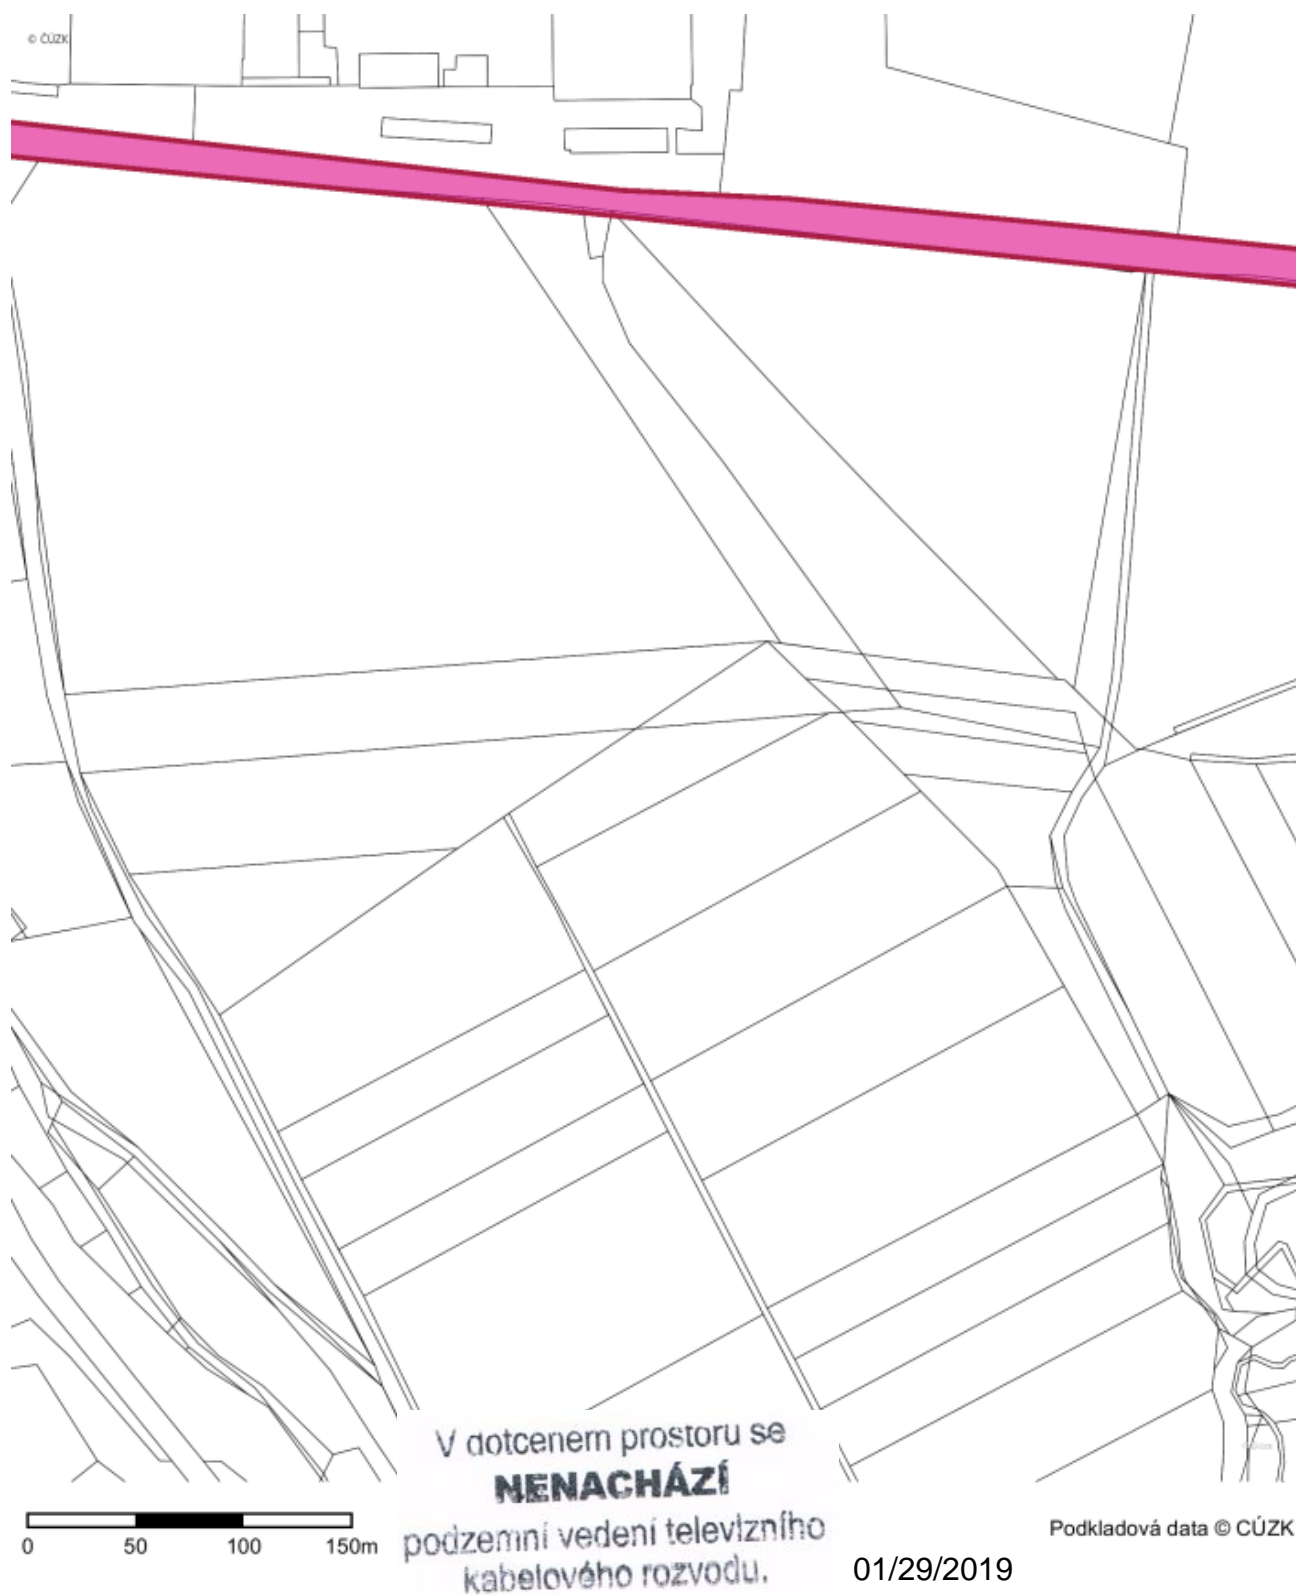 © ČÚZK
V dotčeném prostoru se
NENACHÁZÍ
podzemní vedení televizního
kabelového rozvodu.
0 50 100 150m
Podkladová data © ČÚZK
01/29/2019